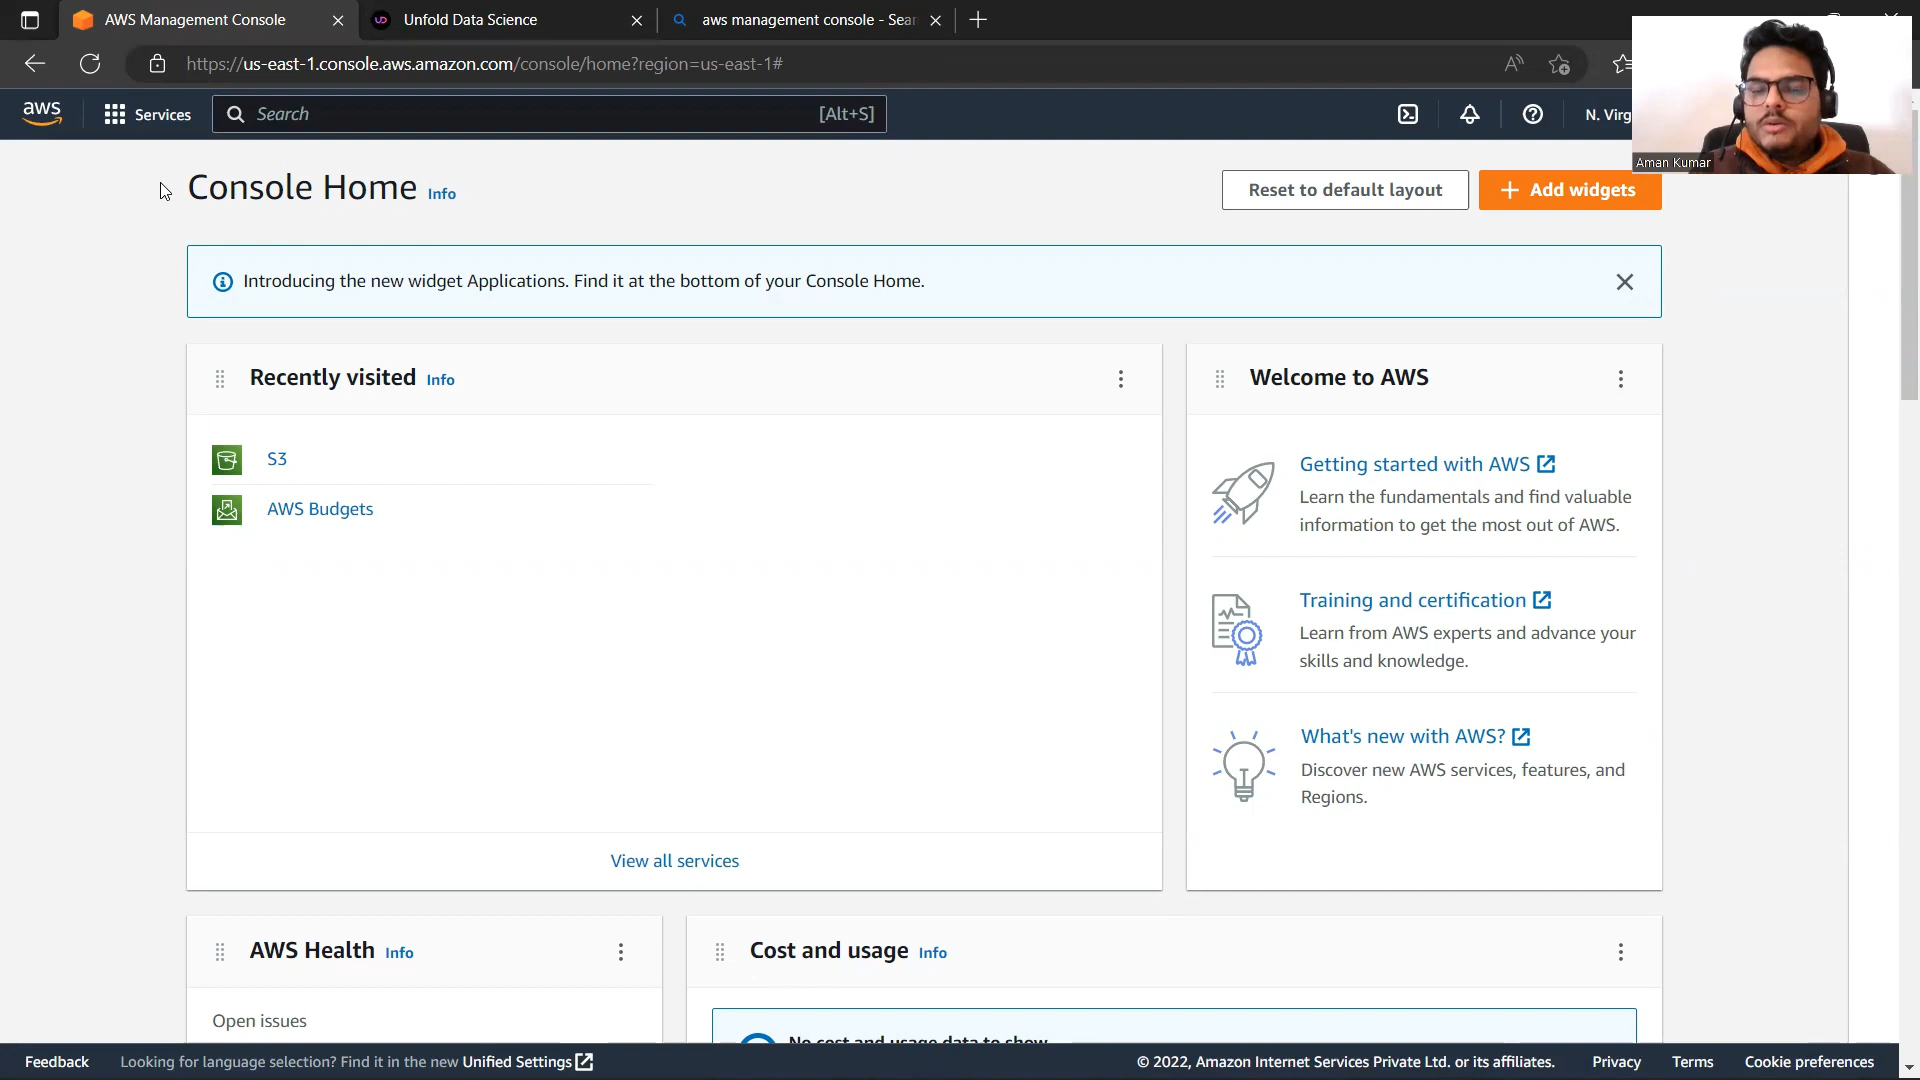 AWS Management Console
Unfold Data Science
aws management console - Sear
https://us-east-1.console.aws.amazon.com/console/home?region=us-east-1#
aws
Services
Search
[Alt+S]
N. Virg
Aman Kumar
Console Home Info
Reset to default layout
Add widgets
Introducing the new widget Applications. Find it at the bottom of your Console Home.
Recently visited Info
S3
AWS Budgets
View all services
Welcome to AWS
Getting started with AWS
Learn the fundamentals and find valuable
information to get the most out of AWS.
Training and certification
Learn from AWS experts and advance your
skills and knowledge.
What's new with AWS?
Discover new AWS services, features, and
Regions.
AWS Health Info
Open issues
Cost and usage Info
No cost and usage data to show
Feedback
Looking for language selection? Find it in the new Unified Settings
© 2022, Amazon Internet Services Private Ltd. or its affiliates.
Privacy
Terms
Cookie preferences